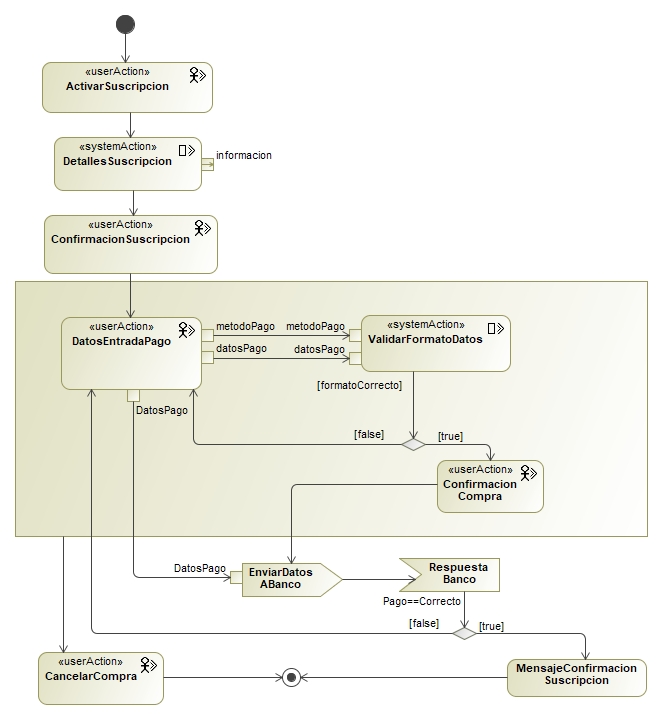 «userAction»
ActivarSuscripcion
«systemAction»
DetallesSuscripcion
informacion
«userAction»
ConfirmacionSuscripcion
«userAction»
DatosEntradaPago
metodoPago
metodoPago
datosPago
datosPago
«systemAction»
ValidarFormatoDatos
[formatoCorrecto]
DatosPago
[false]
[true]
«userAction»
Confirmacion
Compra
DatosPago
EnviarDatos
ABanco
Respuesta
Banco
Pago==Correcto
[false]
[true]
«userAction»
CancelarCompra
MensajeConfirmacion
Suscripcion